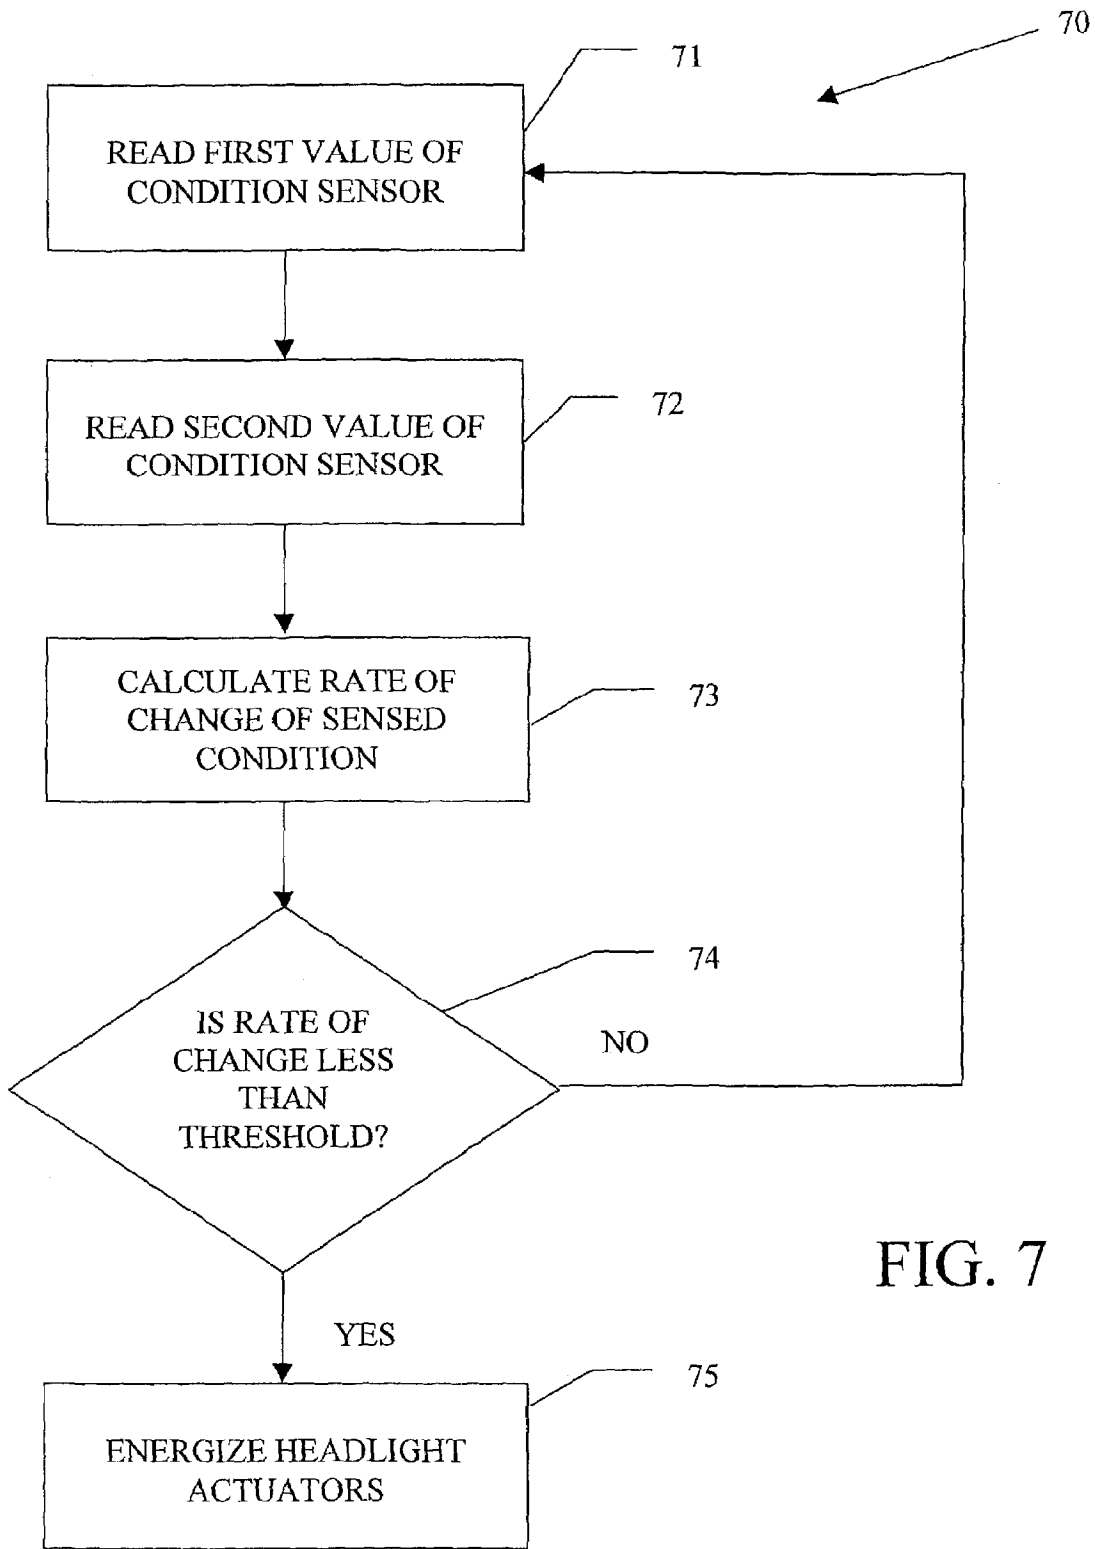 70
71
READ FIRST VALUE OF
CONDITION SENSOR
72
READ SECOND VALUE OF
CONDITION SENSOR
73
CALCULATE RATE OF
CHANGE OF SENSED
CONDITION
74
IS RATE OF
CHANGE LESS
THAN
THRESHOLD?
NO
YES
75
ENERGIZE HEADLIGHT
ACTUATORS
FIG. 7